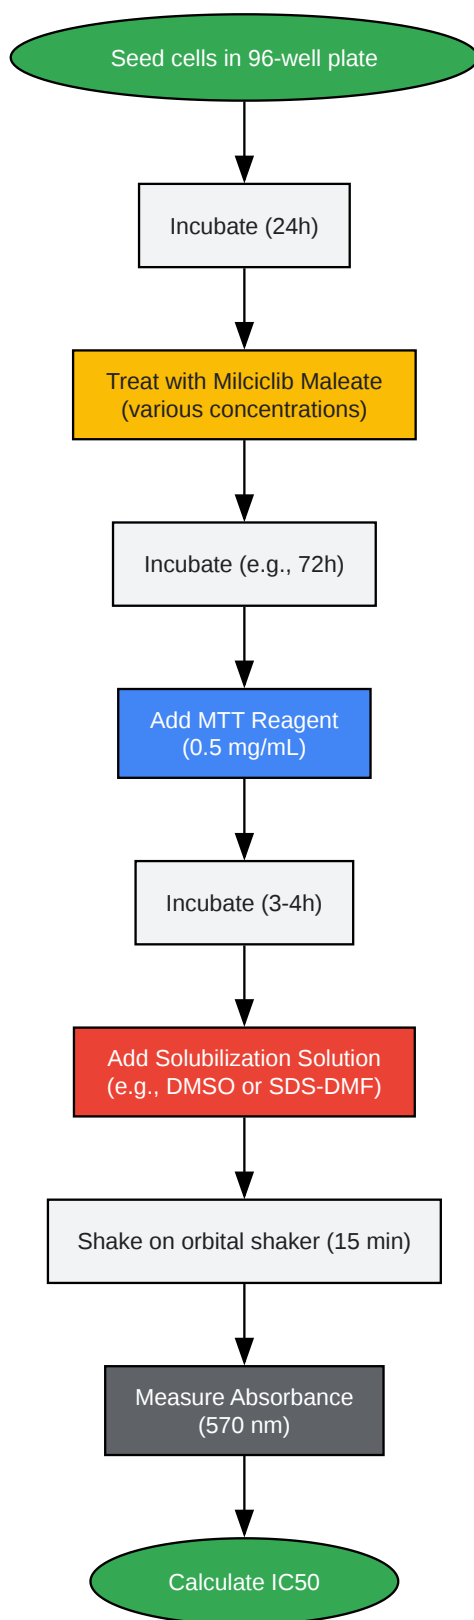 Seed cells in 96-well plate
Incubate (24h)
Treat with Milciclib Maleate
(various concentrations)
Incubate (e.g., 72h)
Add MTT Reagent
(0.5 mg/mL)
Incubate (3-4h)
Add Solubilization Solution
(e.g., DMSO or SDS-DMF)
Shake on orbital shaker (15 min)
Measure Absorbance
(570 nm)
Calculate IC50